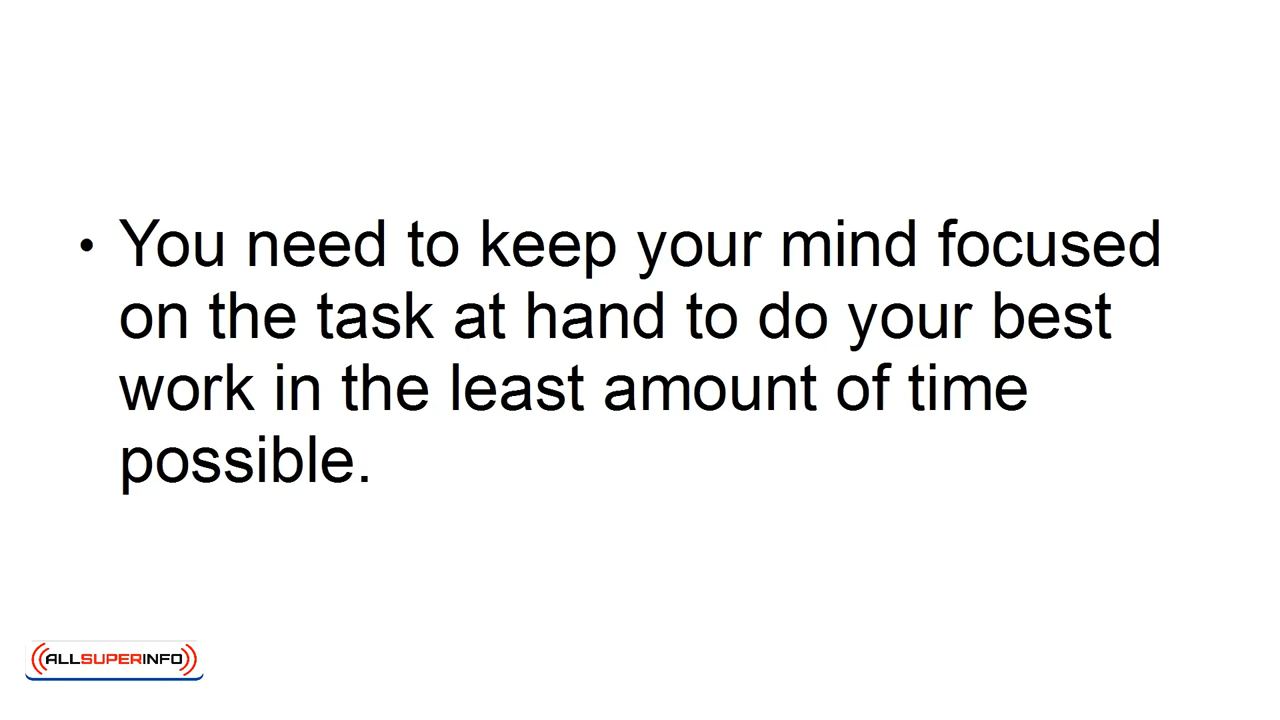 • You need to keep your mind focused
on the task at hand to do your best
work in the least amount of time
possible.
ALLSUPERINFO